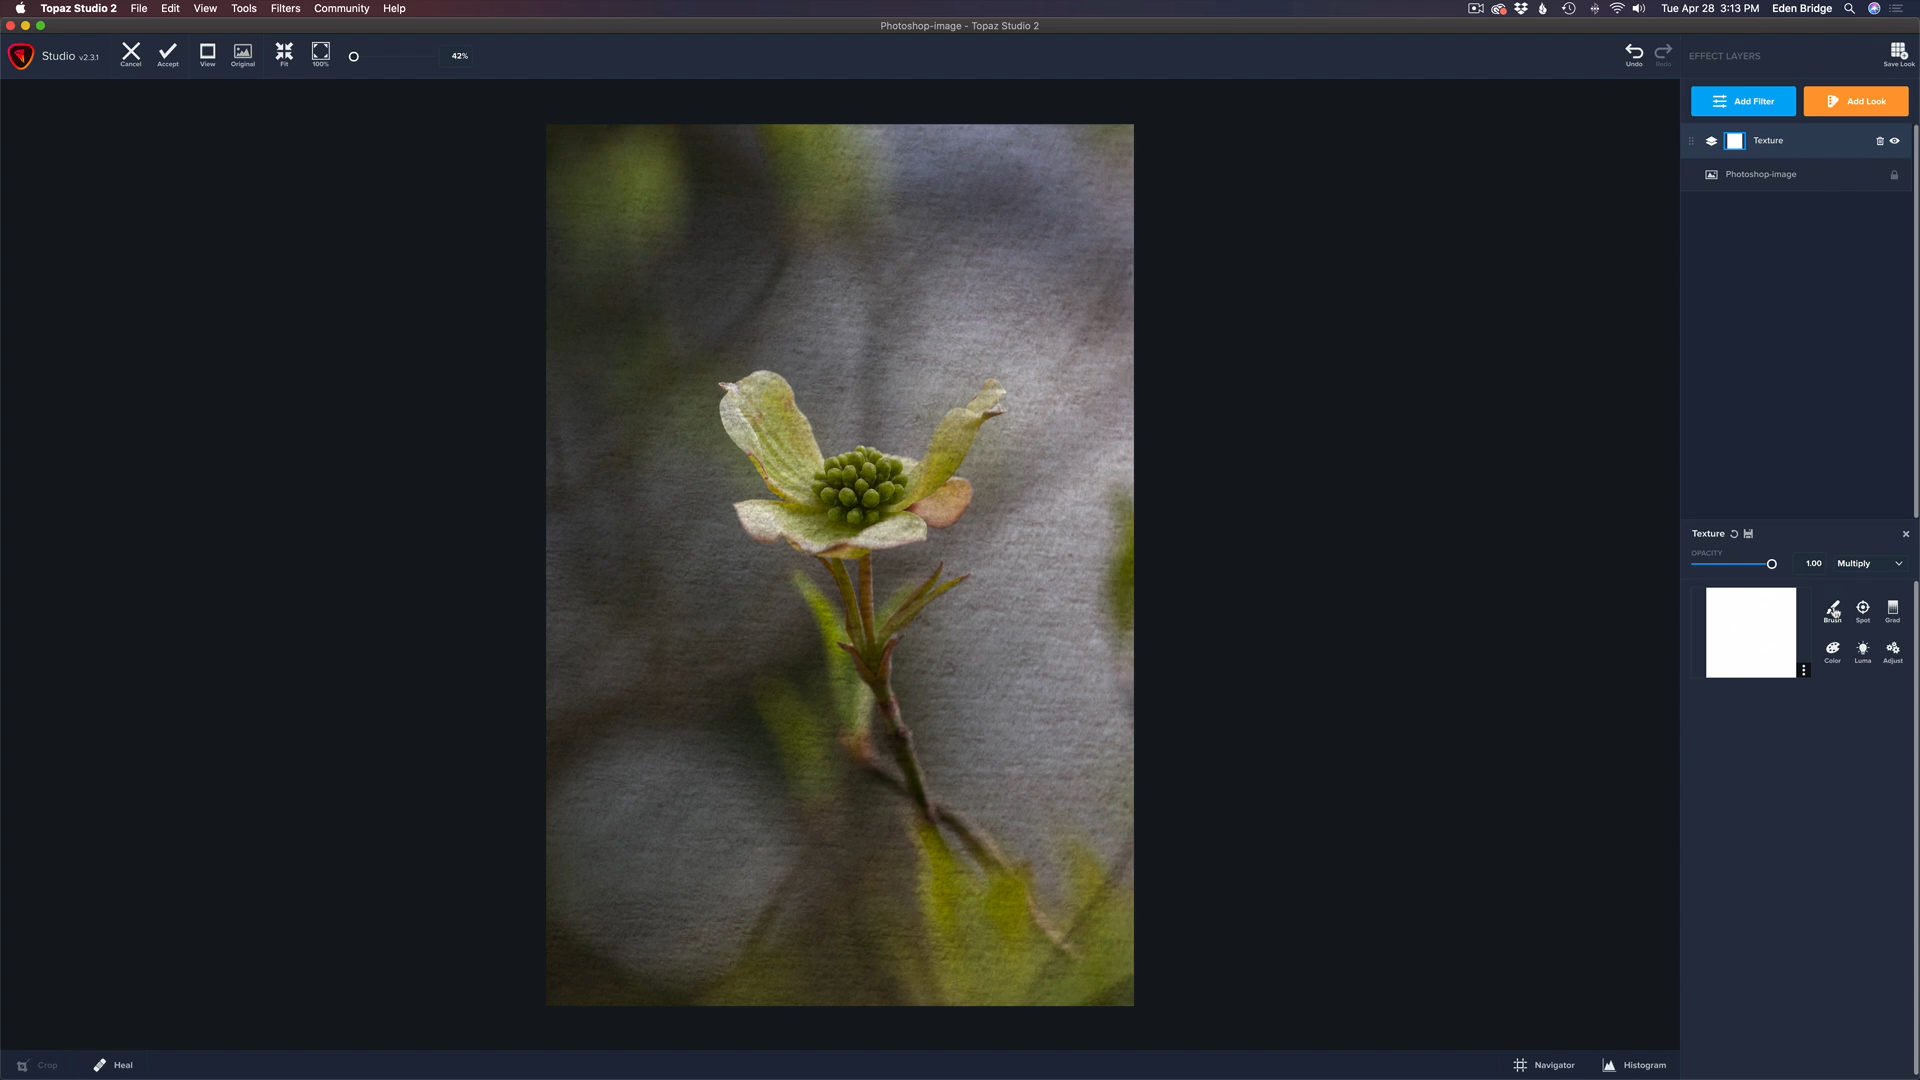 Topaz Studio 2 File Edit View Tools Filters Community Help
Tue Apr 28 3:13 PM Eden Bridge
Photoshop-image - Topaz Studio 2
Studio v2.3.1
Cancel Accept View Original Fit 100% 42%
Undo Redo
EFFECT LAYERS
Save Look
Add Filter Add Look
Texture
Photoshop-image
Texture
OPACITY
1.00 Multiply
Brush Spot Grad
Color Luma Adjust
Crop Heal
Navigator Histogram